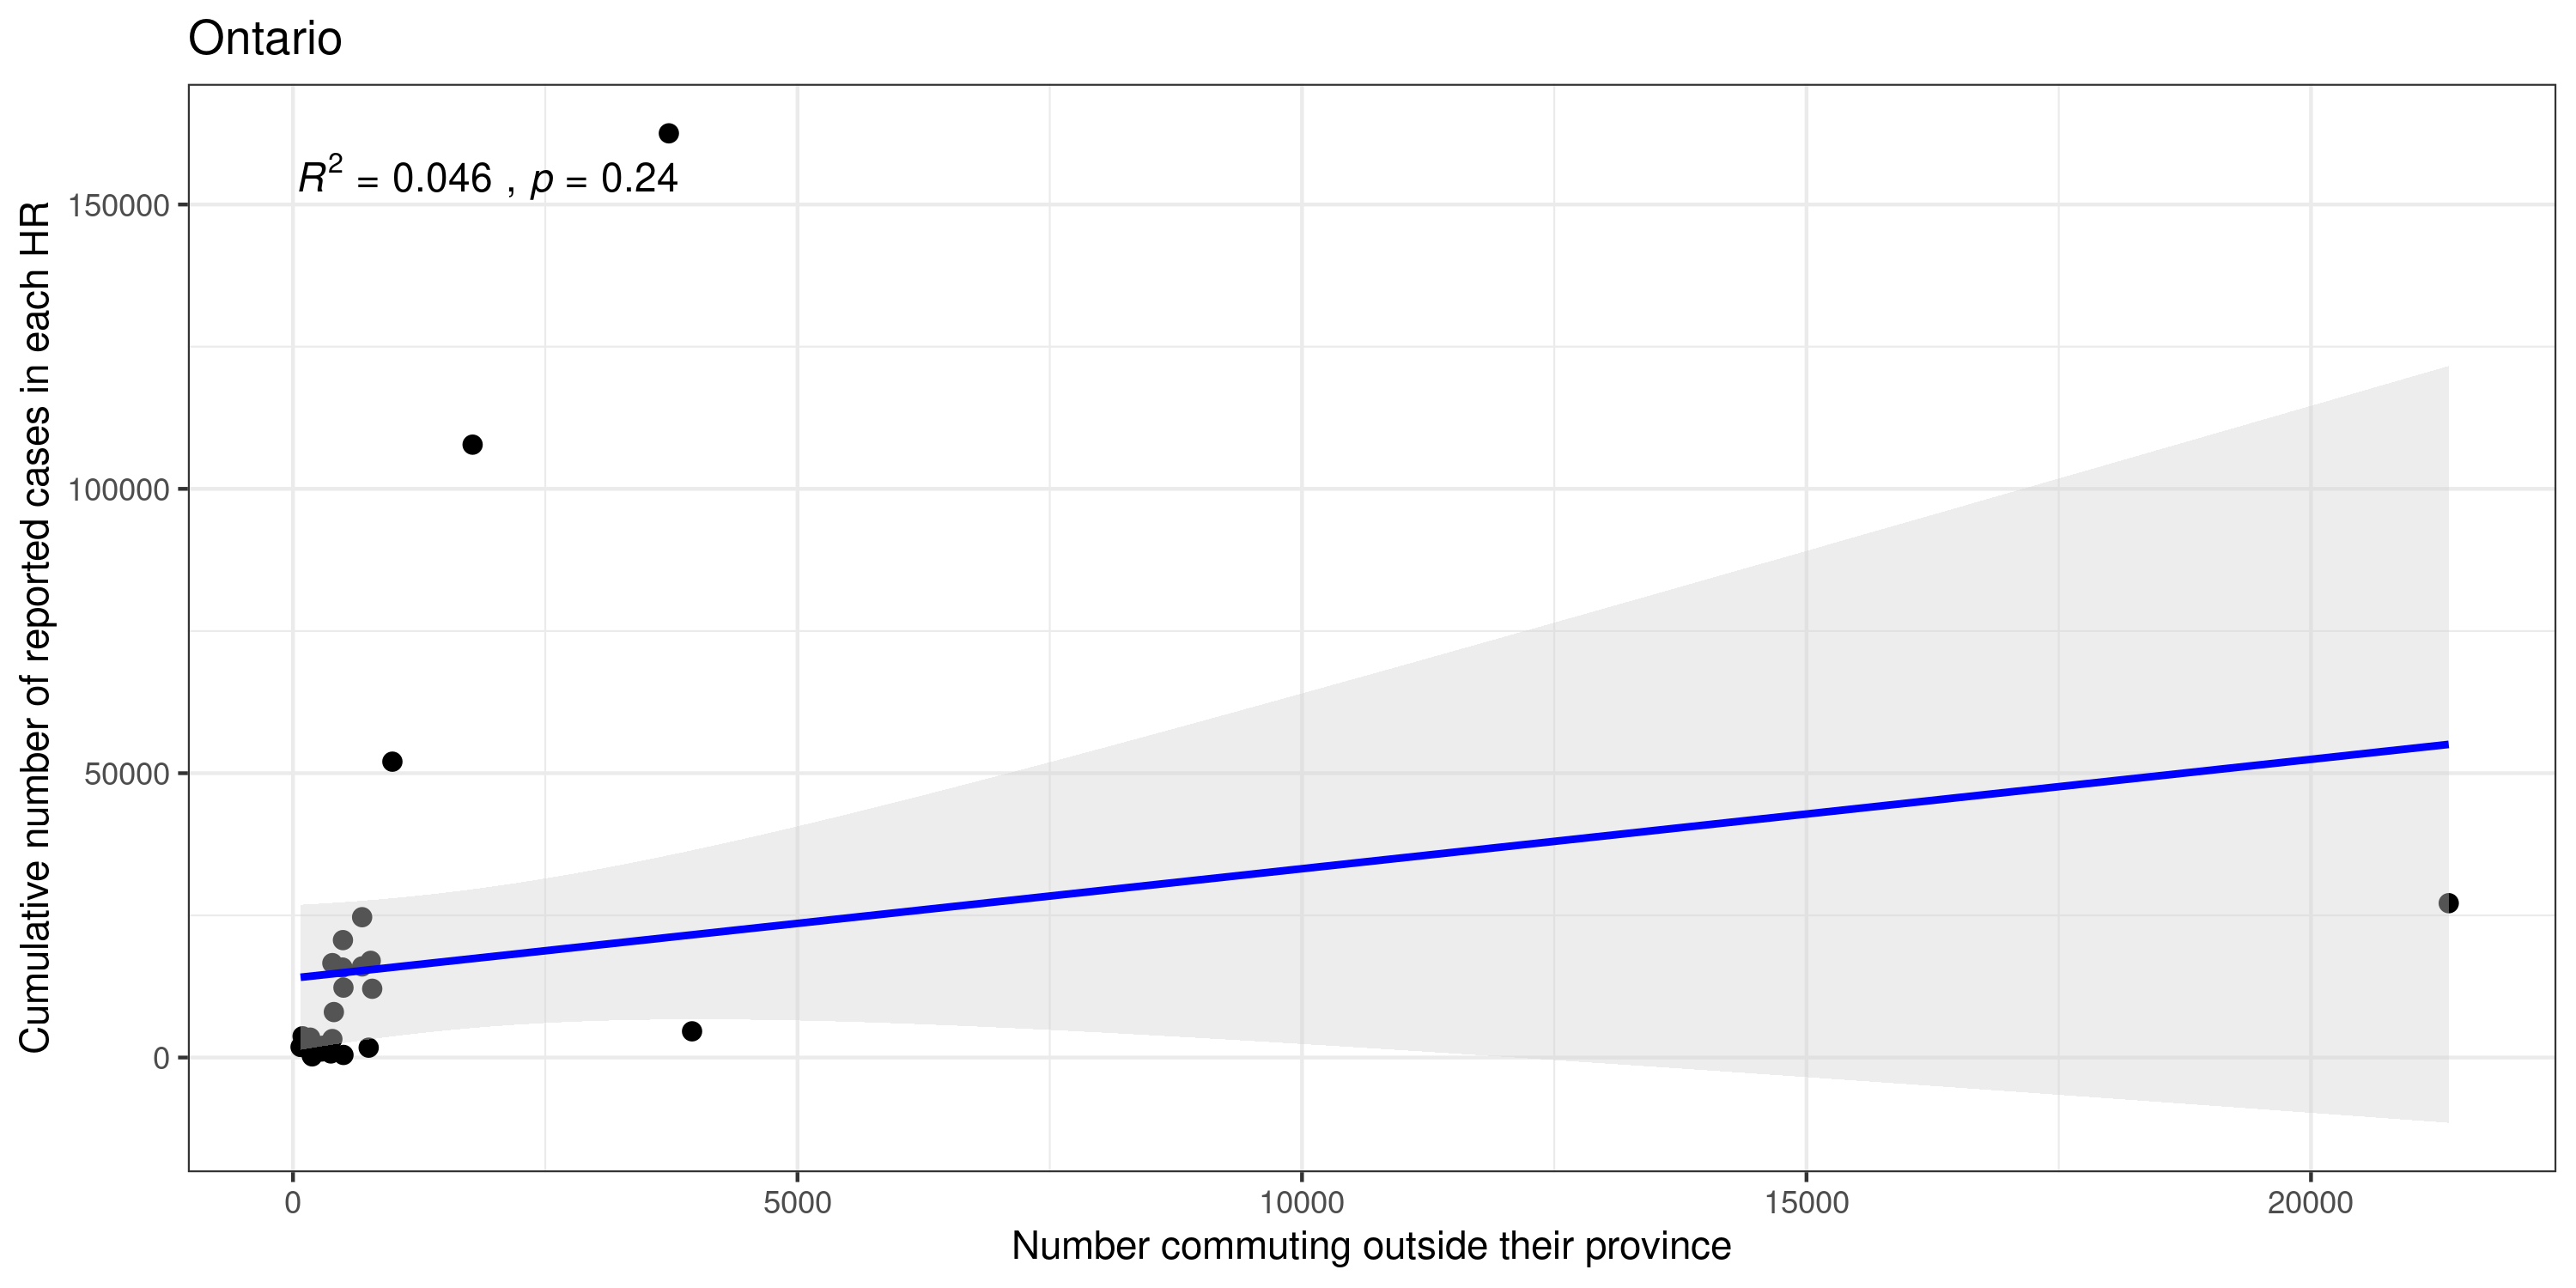 Ontario
R² = 0.046 , p = 0.24
Cumulative number of reported cases in each HR
150000
100000
50000
0
0 5000 10000 15000 20000
Number commuting outside their province